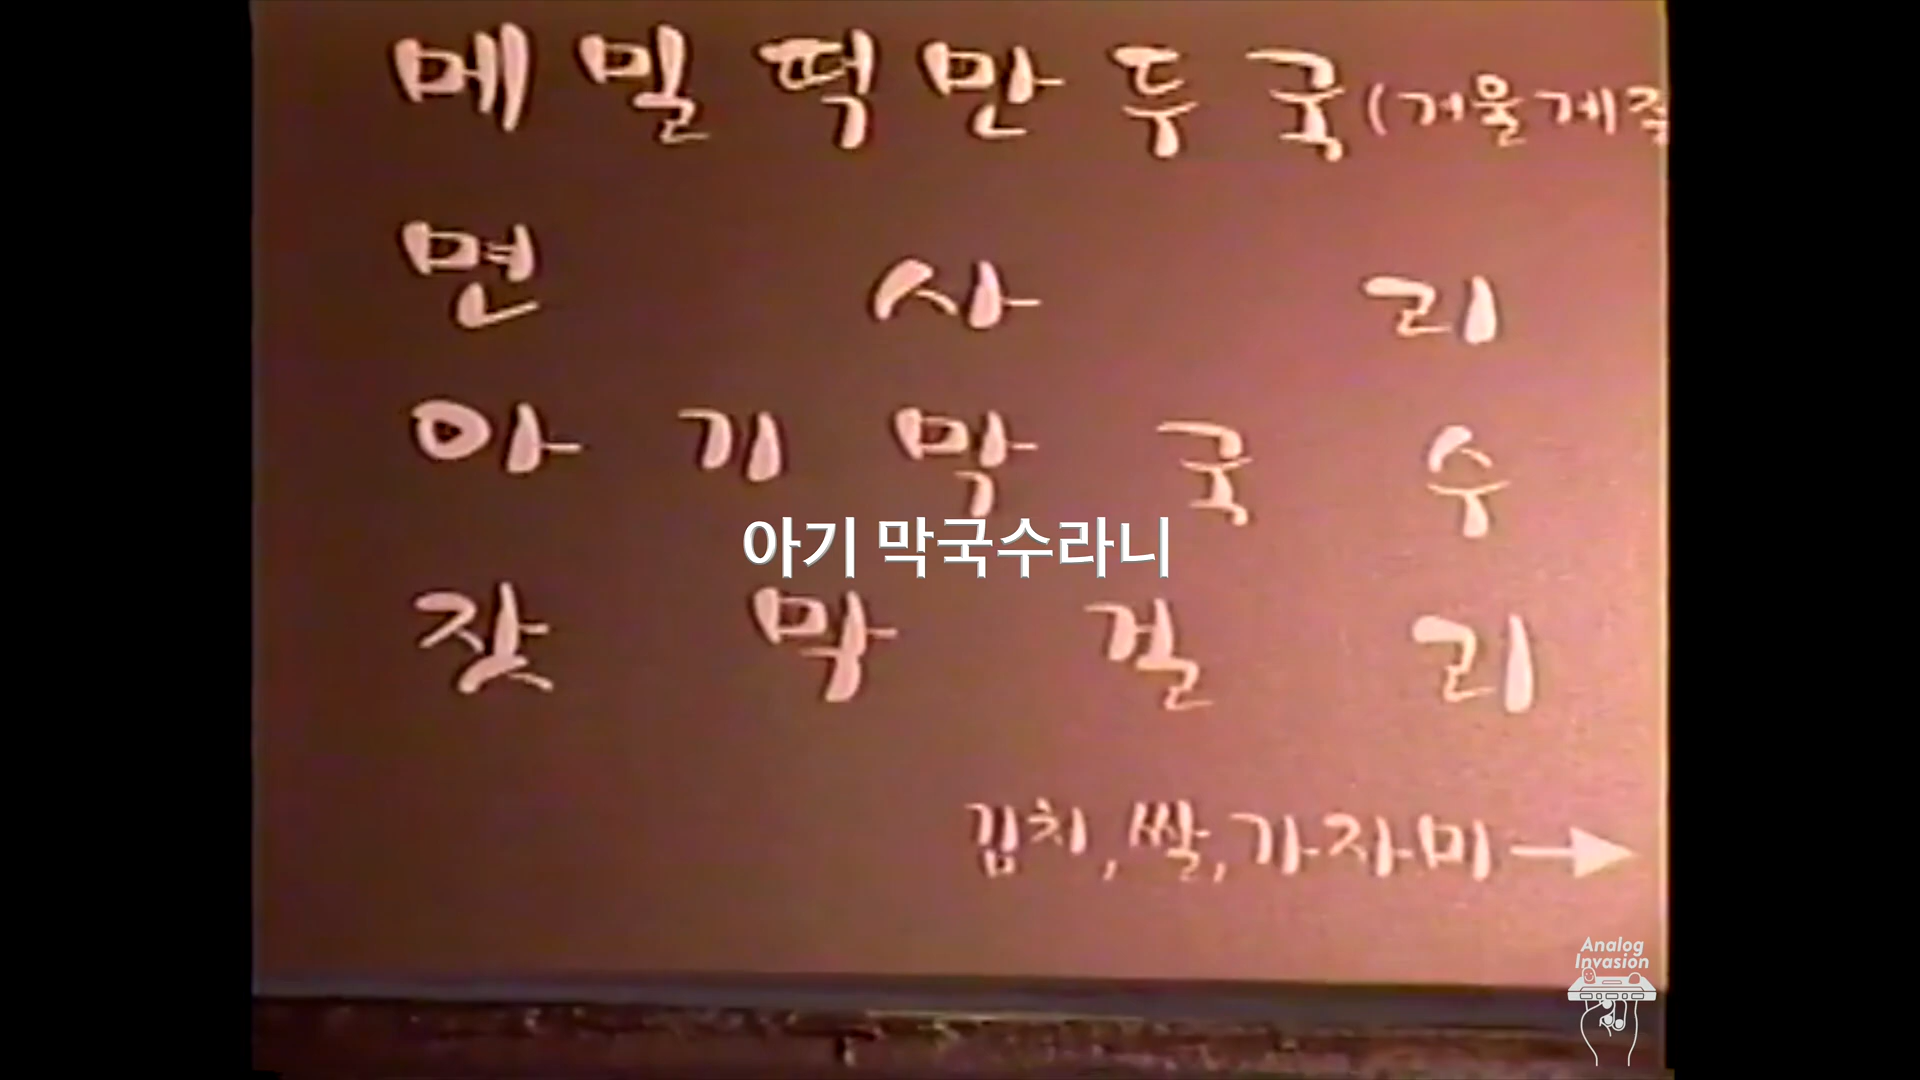 메밀떡만두국(겨울계절
면 사 리
아 기 막 국 수
아기 막국수라니
잣 막 걸 리
김치,쌀,가자미→
Analog
Invasion